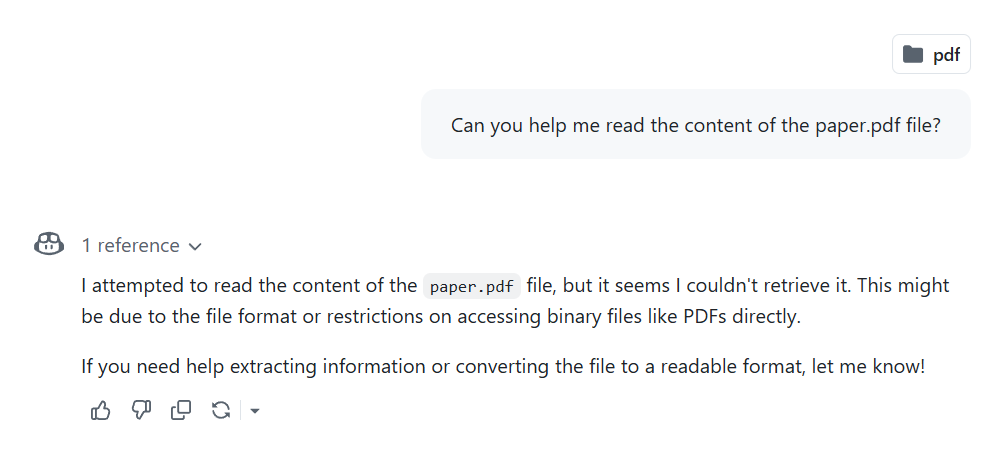 pdf
Can you help me read the content of the paper.pdf file?
1 reference
I attempted to read the content of the paper.pdf file, but it seems I couldn't retrieve it. This might
be due to the file format or restrictions on accessing binary files like PDFs directly.
If you need help extracting information or converting the file to a readable format, let me know!